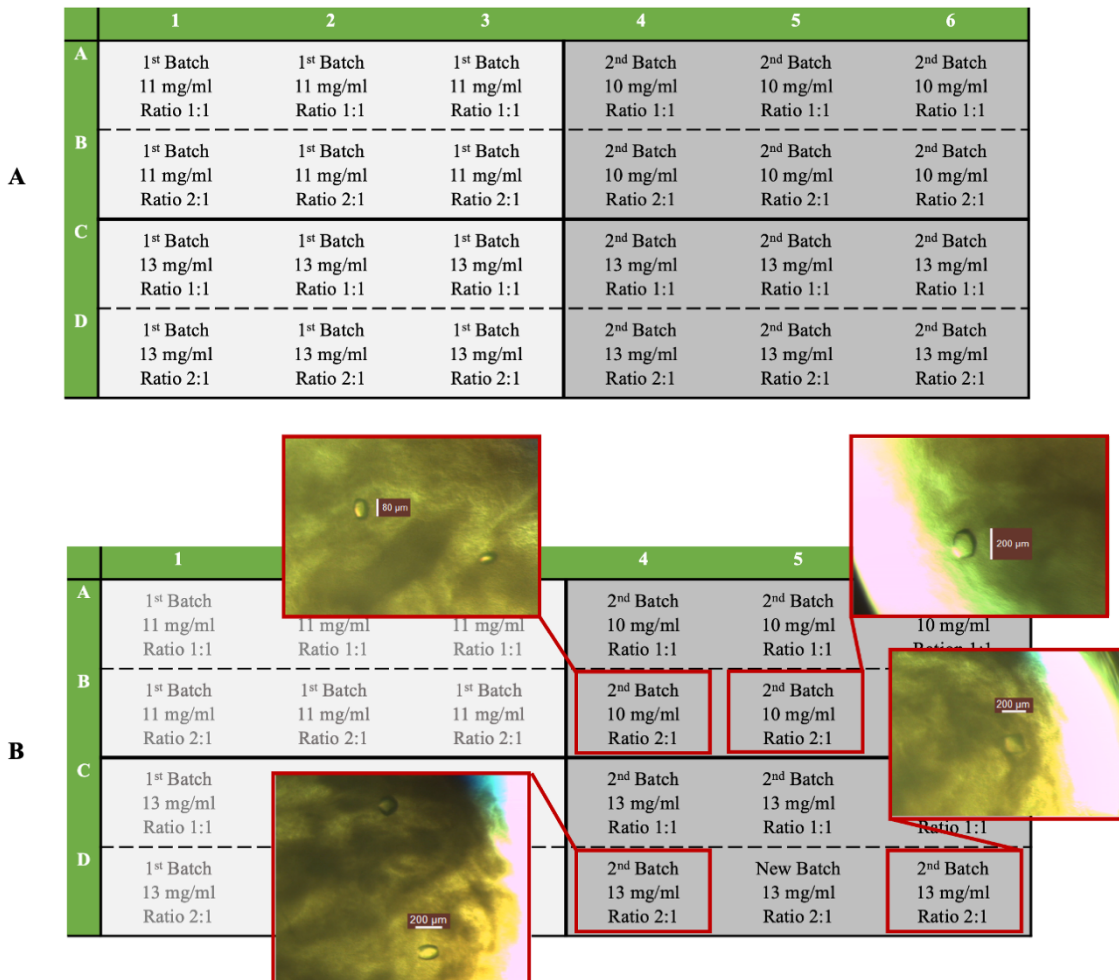 1 2 3 4 5 6
A
1st Batch 1st Batch 1st Batch 2nd Batch 2nd Batch 2nd Batch
11 mg/ml 11 mg/ml 11 mg/ml 10 mg/ml 10 mg/ml 10 mg/ml
Ratio 1:1 Ratio 1:1 Ratio 1:1 Ratio 1:1 Ratio 1:1 Ratio 1:1
B
1st Batch 1st Batch 1st Batch 2nd Batch 2nd Batch 2nd Batch
11 mg/ml 11 mg/ml 11 mg/ml 10 mg/ml 10 mg/ml 10 mg/ml
Ratio 2:1 Ratio 2:1 Ratio 2:1 Ratio 2:1 Ratio 2:1 Ratio 2:1
A
C
1st Batch 1st Batch 1st Batch 2nd Batch 2nd Batch 2nd Batch
13 mg/ml 13 mg/ml 13 mg/ml 13 mg/ml 13 mg/ml 13 mg/ml
Ratio 1:1 Ratio 1:1 Ratio 1:1 Ratio 1:1 Ratio 1:1 Ratio 1:1
D
1st Batch 1st Batch 1st Batch 2nd Batch 2nd Batch 2nd Batch
13 mg/ml 13 mg/ml 13 mg/ml 13 mg/ml 13 mg/ml 13 mg/ml
Ratio 2:1 Ratio 2:1 Ratio 2:1 Ratio 2:1 Ratio 2:1 Ratio 2:1
80 µm
200 µm
1 4 5
A
1st Batch 2nd Batch 2nd Batch
11 mg/ml 11 mg/ml 11 mg/ml 10 mg/ml 10 mg/ml 10 mg/ml
Ratio 1:1 Ratio 1:1 Ratio 1:1 Ratio 1:1 Ratio 1:1
B
1st Batch 1st Batch 1st Batch 2nd Batch 2nd Batch
11 mg/ml 11 mg/ml 11 mg/ml 10 mg/ml 10 mg/ml
Ratio 2:1 Ratio 2:1 Ratio 2:1 Ratio 2:1 Ratio 2:1
200 µm
B
C
1st Batch 2nd Batch 2nd Batch
13 mg/ml 13 mg/ml 13 mg/ml
Ratio 1:1 Ratio 1:1 Ratio 1:1 Ratio 1:1
D
1st Batch 2nd Batch New Batch 2nd Batch
13 mg/ml 13 mg/ml 13 mg/ml 13 mg/ml
Ratio 2:1 Ratio 2:1 Ratio 2:1 Ratio 2:1
200 µm